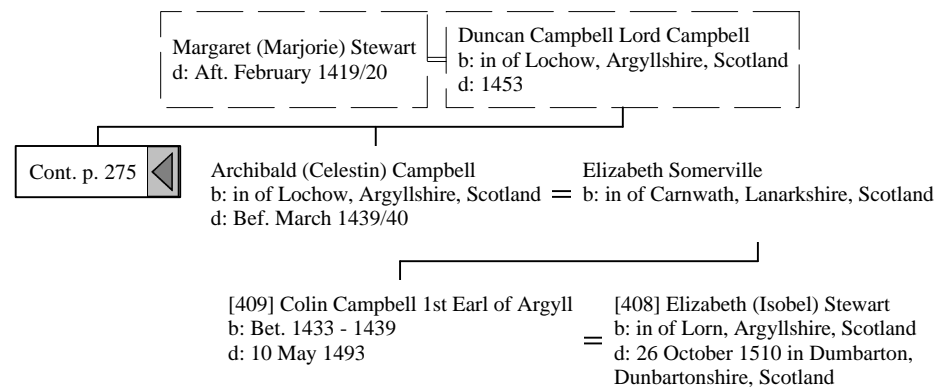 Margaret (Marjorie) Stewart
d: Aft. February 1419/20
Duncan Campbell Lord Campbell
b: in of Lochow, Argyllshire, Scotland
d: 1453
Cont. p. 275
Archibald (Celestin) Campbell
b: in of Lochow, Argyllshire, Scotland
d: Bef. March 1439/40
=
Elizabeth Somerville
b: in of Carnwath, Lanarkshire, Scotland
[409] Colin Campbell 1st Earl of Argyll
b: Bet. 1433 - 1439
d: 10 May 1493
=
[408] Elizabeth (Isobel) Stewart
b: in of Lorn, Argyllshire, Scotland
d: 26 October 1510 in Dumbarton,
Dunbartonshire, Scotland